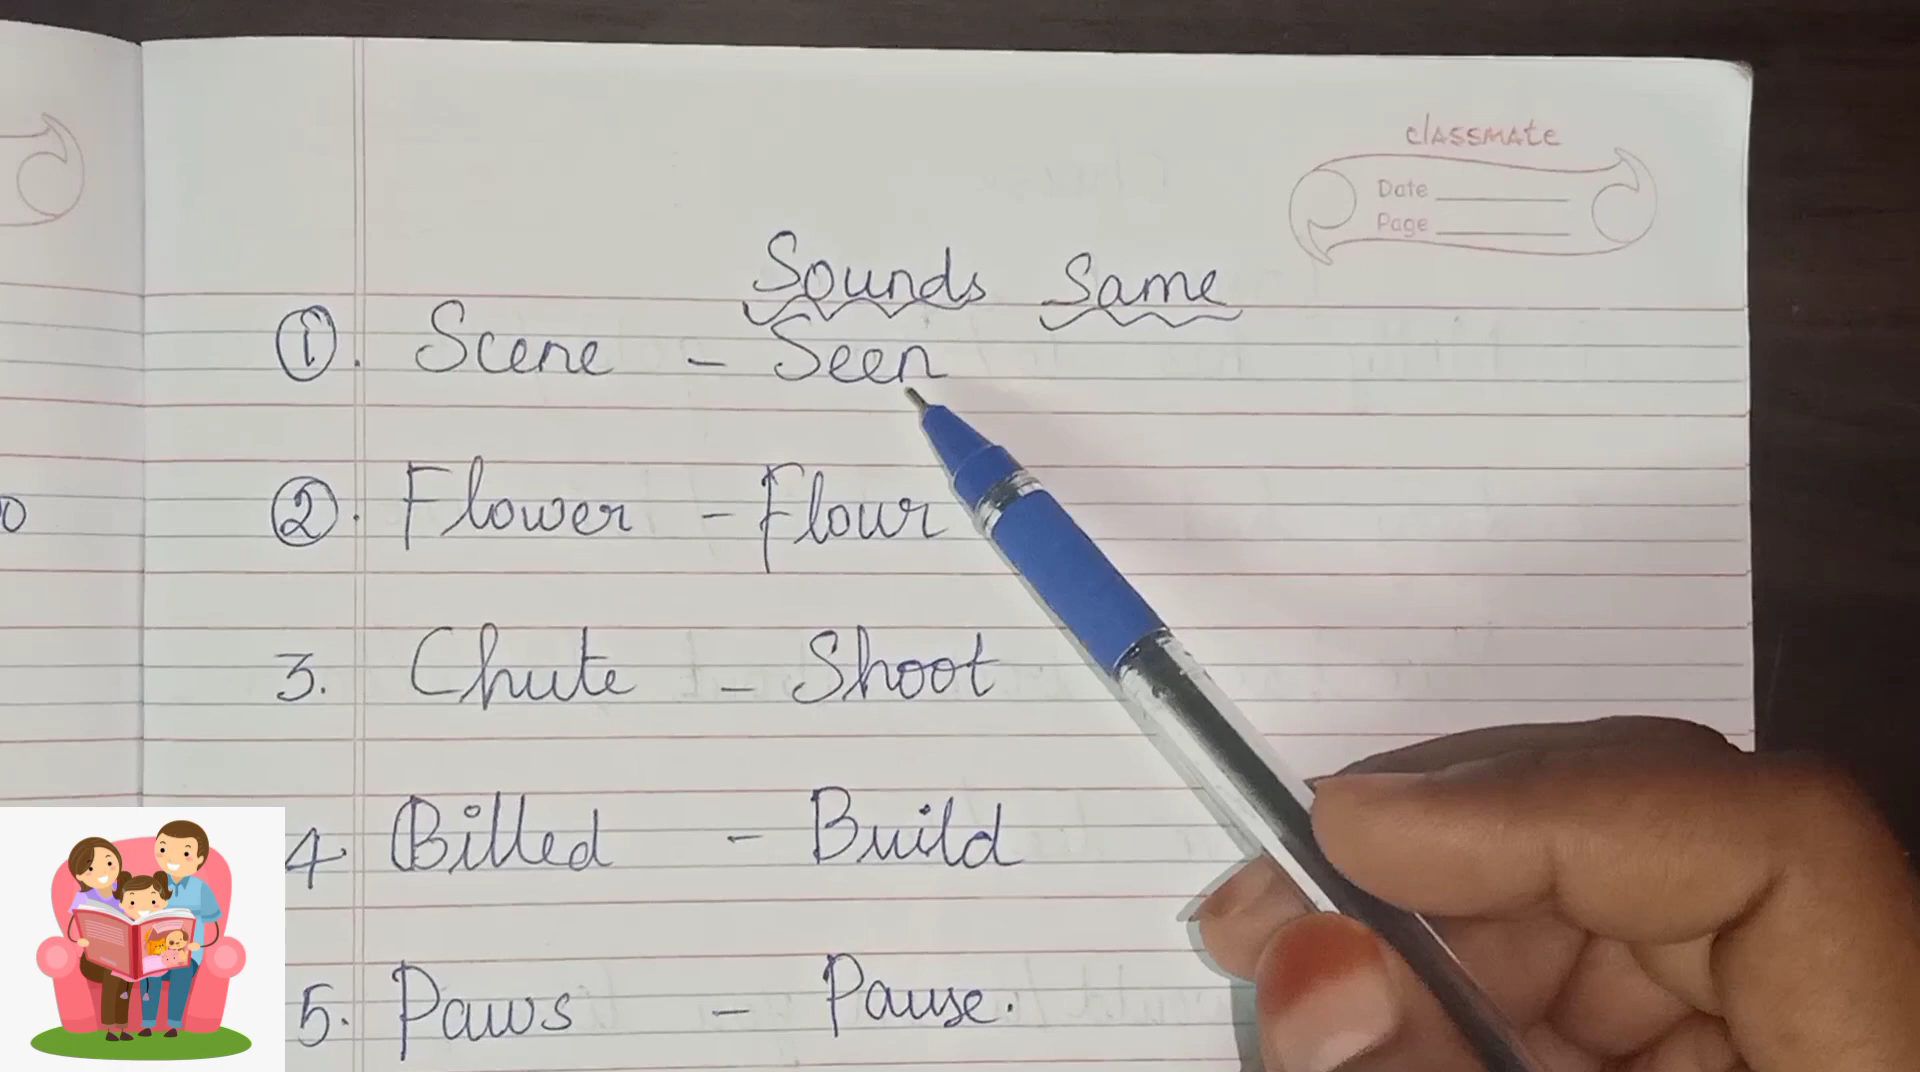 classmate
Date
Page
Sounds Same
1. Scene - Seen
2. Flower - Flour
3. Chute - Shoot
4. Billed - Build
5. Paws - Pause.